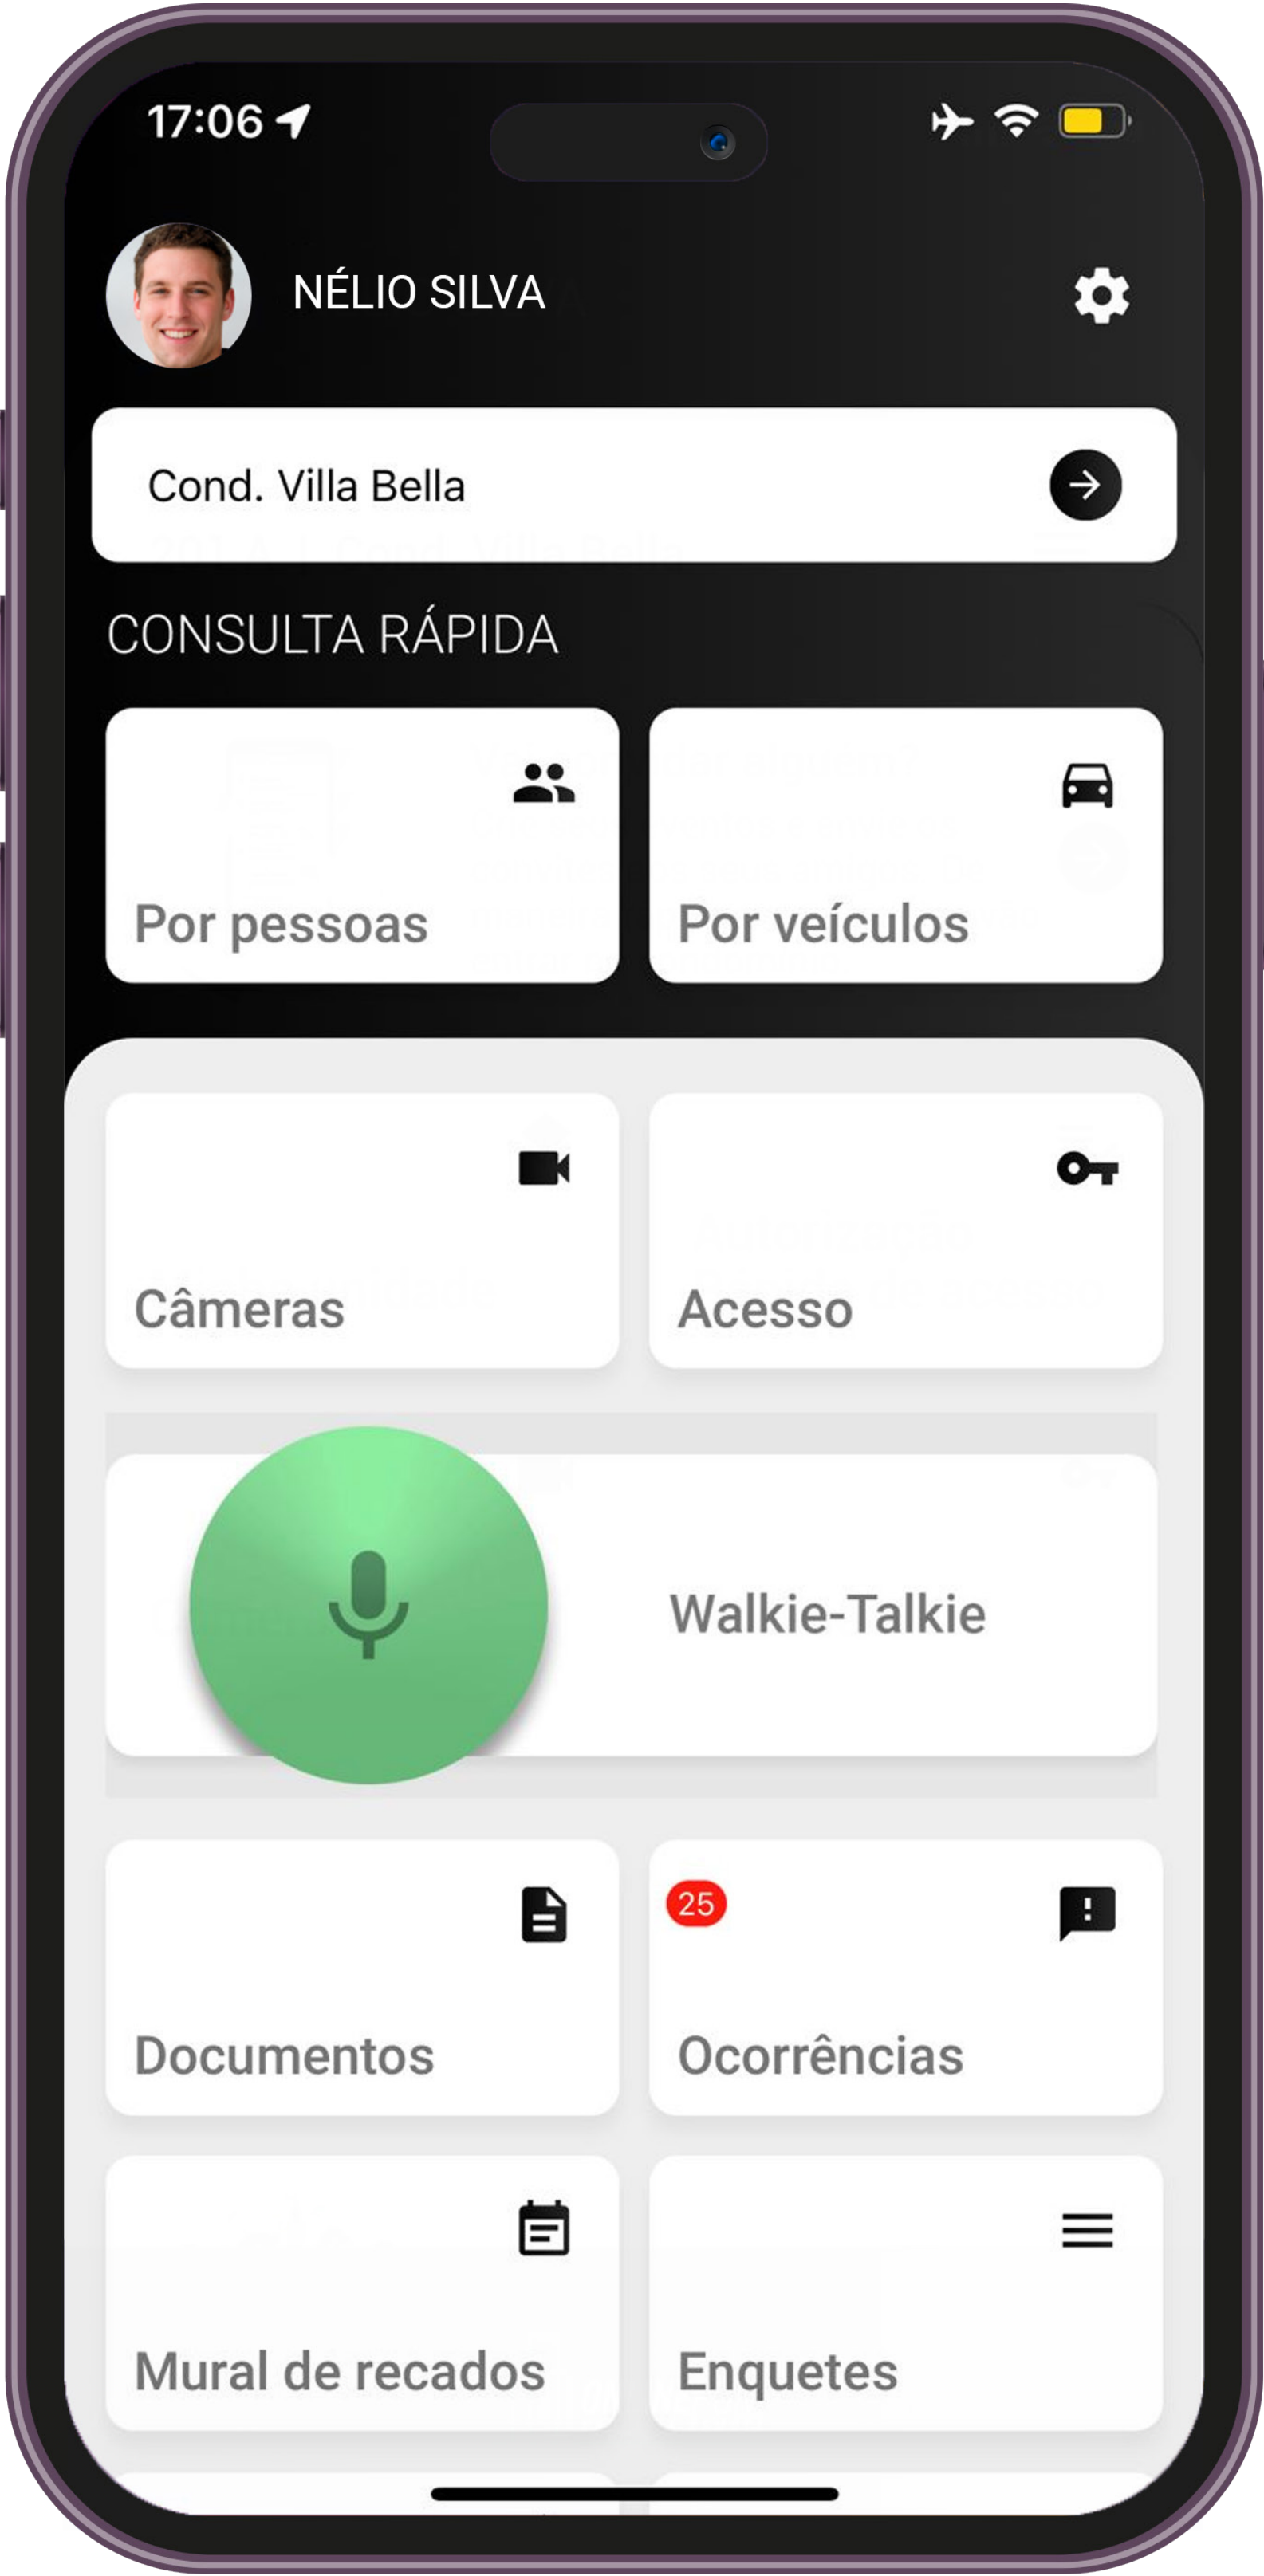 17:06
NÉLIO SILVA
Cond. Villa Bella
CONSULTA RÁPIDA
Por pessoas
Por veículos
Câmeras
Acesso
Walkie-Talkie
25
Documentos
Ocorrências
Mural de recados
Enquetes